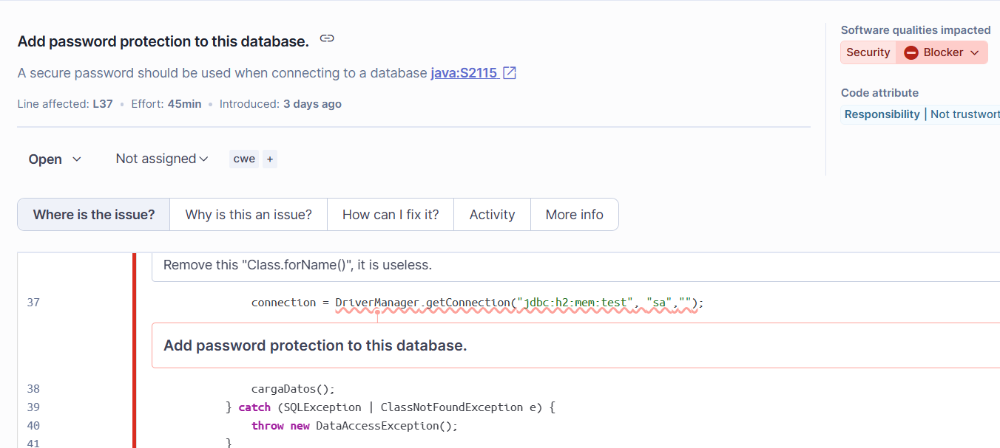 Add password protection to this database.
A secure password should be used when connecting to a database java:S2115
Line affected: L37 • Effort: 45min • Introduced: 3 days ago
Software qualities impacted
Security Blocker
Code attribute
Responsibility | Not trustwort
Open Not assigned cwe +
Where is the issue? Why is this an issue? How can I fix it? Activity More info
Remove this "Class.forName()", it is useless.
37 connection = DriverManager.getConnection("jdbc:h2:mem:test", "sa","");
Add password protection to this database.
38 cargaDatos();
39 } catch (SQLException | ClassNotFoundException e) {
40 throw new DataAccessException();
41 }